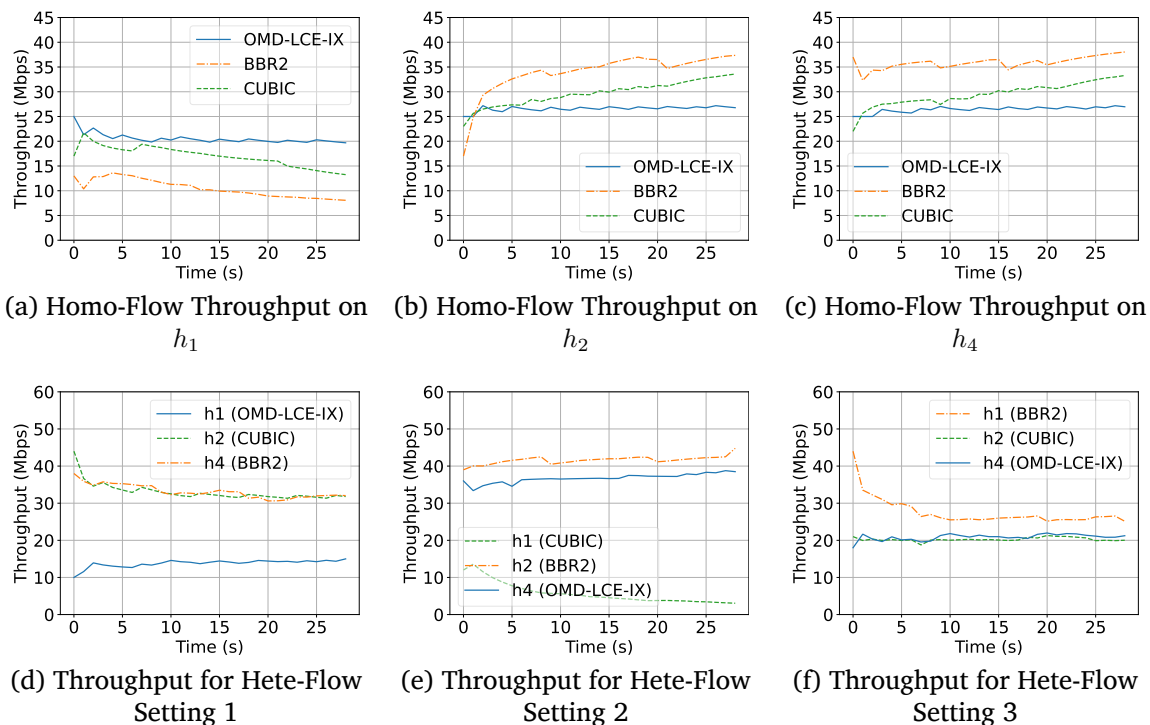 45
40
35
30
25
20
15
10
5
0
Throughput (Mbps)
OMD-LCE-IX
BBR2
CUBIC
0 5 10 15 20 25
Time (s)
(a) Homo-Flow Throughput on
h1
45
40
35
30
25
20
15
10
5
0
Throughput (Mbps)
OMD-LCE-IX
BBR2
CUBIC
0 5 10 15 20 25
Time (s)
(b) Homo-Flow Throughput on
h2
45
40
35
30
25
20
15
10
5
0
Throughput (Mbps)
OMD-LCE-IX
BBR2
CUBIC
0 5 10 15 20 25
Time (s)
(c) Homo-Flow Throughput on
h4
60
50
40
30
20
10
0
Throughput (Mbps)
h1 (OMD-LCE-IX)
h2 (CUBIC)
h4 (BBR2)
0 5 10 15 20 25
Time (s)
(d) Throughput for Hete-Flow
Setting 1
60
50
40
30
20
10
0
Throughput (Mbps)
h1 (CUBIC)
h2 (BBR2)
h4 (OMD-LCE-IX)
0 5 10 15 20 25
Time (s)
(e) Throughput for Hete-Flow
Setting 2
60
50
40
30
20
10
0
Throughput (Mbps)
h1 (BBR2)
h2 (CUBIC)
h4 (OMD-LCE-IX)
0 5 10 15 20 25
Time (s)
(f) Throughput for Hete-Flow
Setting 3